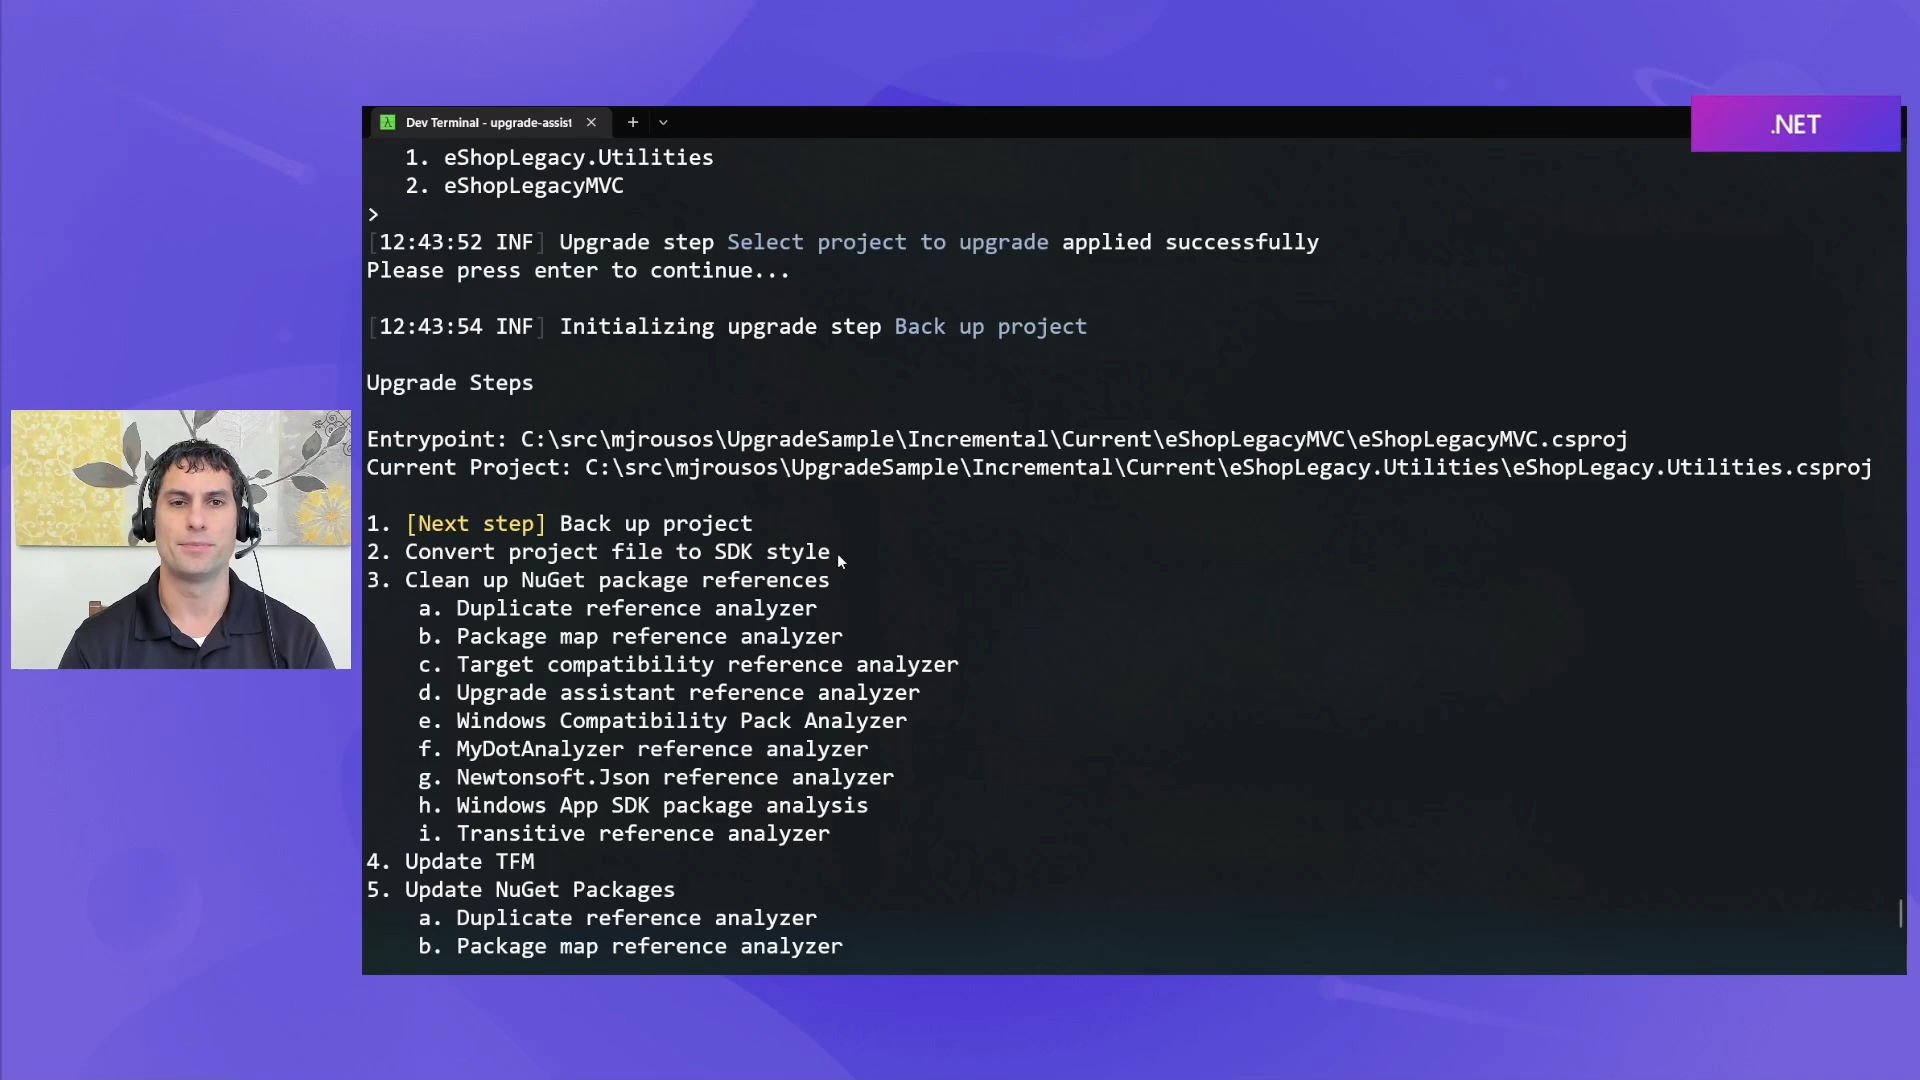 Dev Terminal - upgrade-assist
.NET
1. eShopLegacy.Utilities
2. eShopLegacyMVC
>
[12:43:52 INF] Upgrade step Select project to upgrade applied successfully
Please press enter to continue...
[12:43:54 INF] Initializing upgrade step Back up project
Upgrade Steps
Entrypoint: C:\src\mjrousos\UpgradeSample\Incremental\Current\eShopLegacyMVC\eShopLegacyMVC.csproj
Current Project: C:\src\mjrousos\UpgradeSample\Incremental\Current\eShopLegacy.Utilities\eShopLegacy.Utilities.csproj
1. [Next step] Back up project
2. Convert project file to SDK style
3. Clean up NuGet package references
a. Duplicate reference analyzer
b. Package map reference analyzer
c. Target compatibility reference analyzer
d. Upgrade assistant reference analyzer
e. Windows Compatibility Pack Analyzer
f. MyDotAnalyzer reference analyzer
g. Newtonsoft.Json reference analyzer
h. Windows App SDK package analysis
i. Transitive reference analyzer
4. Update TFM
5. Update NuGet Packages
a. Duplicate reference analyzer
b. Package map reference analyzer